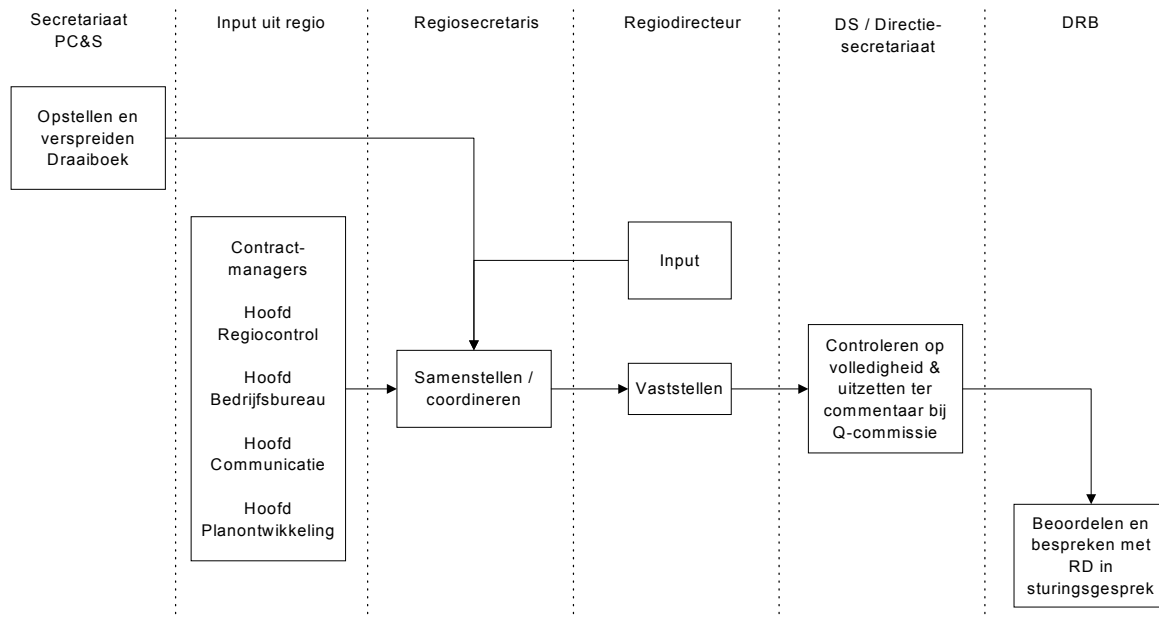 Secretariaat
PC&S
Input uit regio
Regiosecretaris
Regiodirecteur
DS / Directie-
secretariaat
DRB
Opstellen en
verspreiden
Draaiboek
Contract-
managers
Hoofd
Regiocontrol
Hoofd
Bedrijfsbureau
Hoofd
Communicatie
Hoofd
Planontwikkeling
Samenstellen /
coordineren
Input
Vaststellen
Controleren op
volledigheid &
uitzetten ter
commentaar bij
Q-commissie
Beoordelen en
bespreken met
RD in
sturingsgesprek